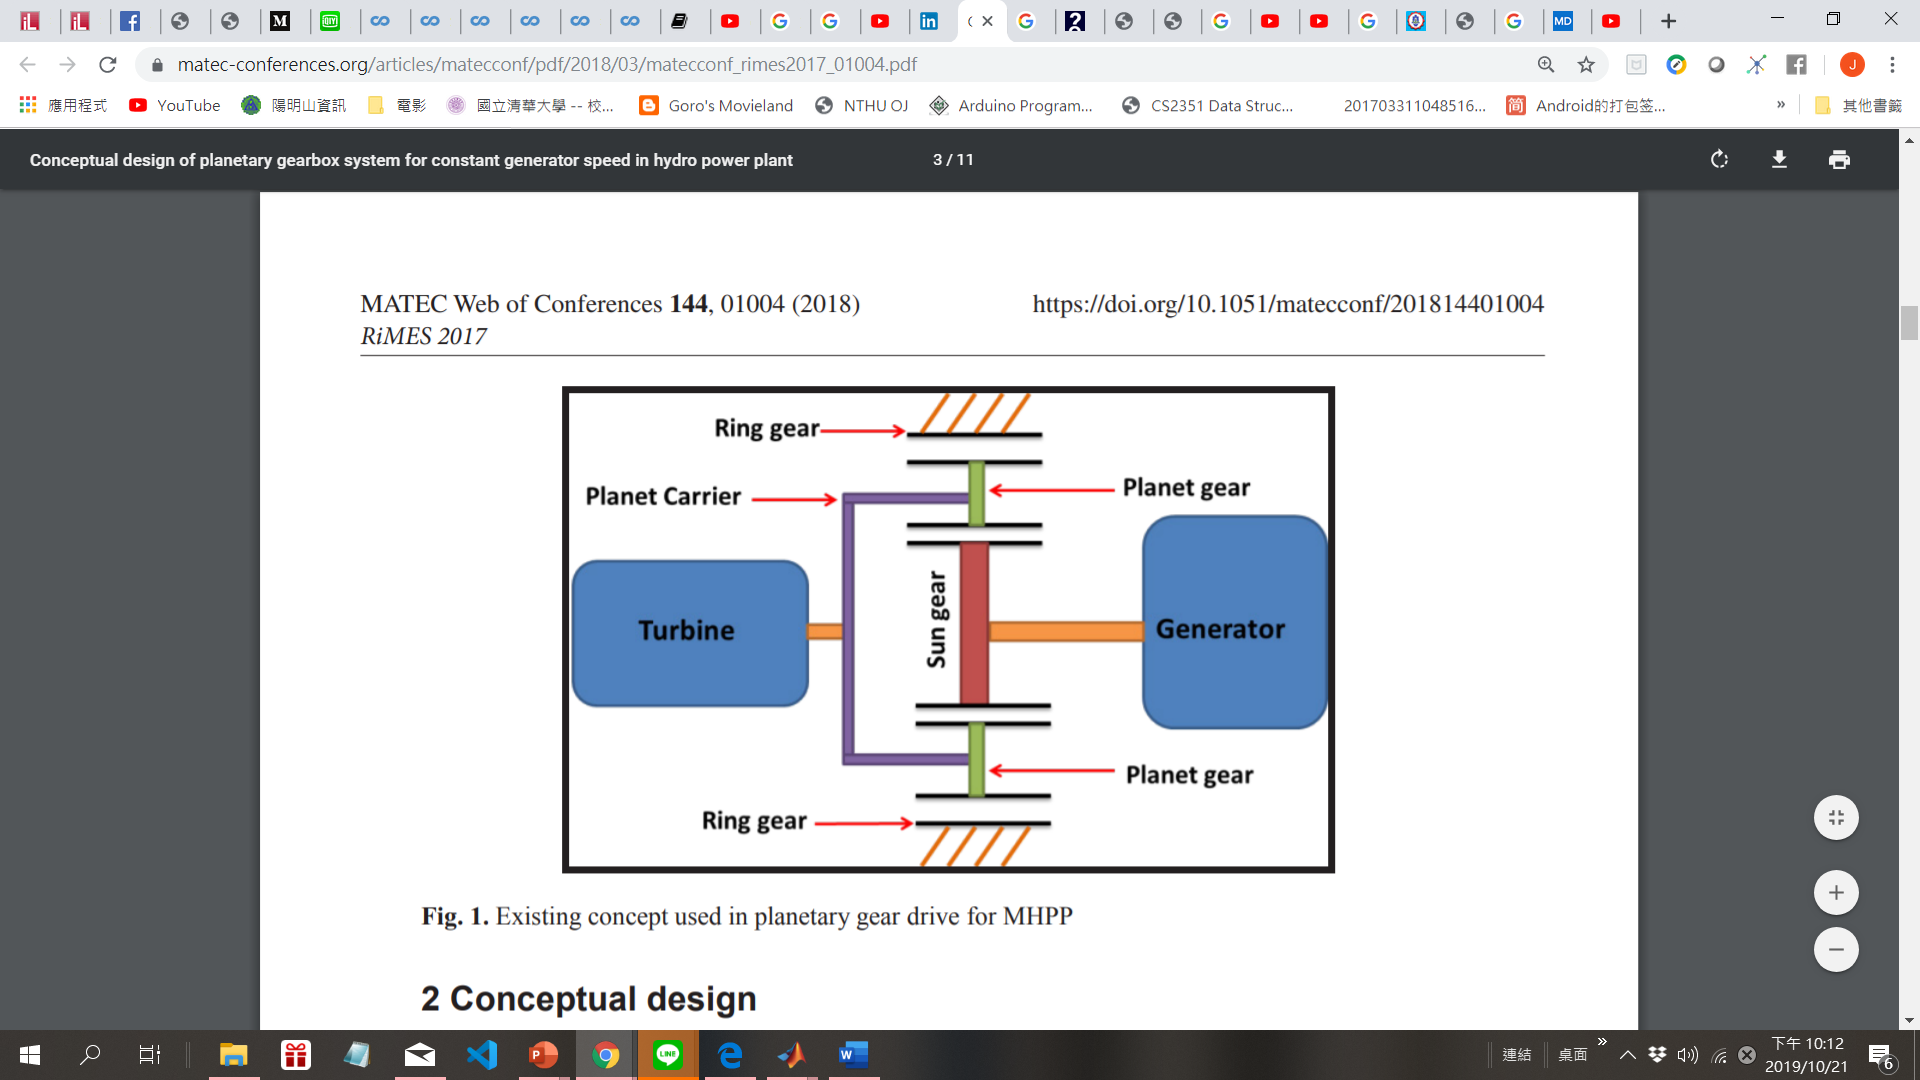 matec-conferences.org/articles/matecconf/pdf/2018/03/matecconf_rimes2017_01004.pdf
J
應用程式 YouTube 陽明山資訊 電影 國立清華大學 -- 校... Goro's Movieland NTHU OJ Arduino Program... CS2351 Data Struc... 201703311048516... 簡 Android的打包签... » 其他書籤
Conceptual design of planetary gearbox system for constant generator speed in hydro power plant 3 / 11
MATEC Web of Conferences 144, 01004 (2018) https://doi.org/10.1051/matecconf/201814401004
RiMES 2017
Ring gear
Planet Carrier
Planet gear
Turbine
Sun gear
Generator
Planet gear
Ring gear
Fig. 1. Existing concept used in planetary gear drive for MHPP
2 Conceptual design
連結 桌面 » 下午 10:12
2019/10/21
6